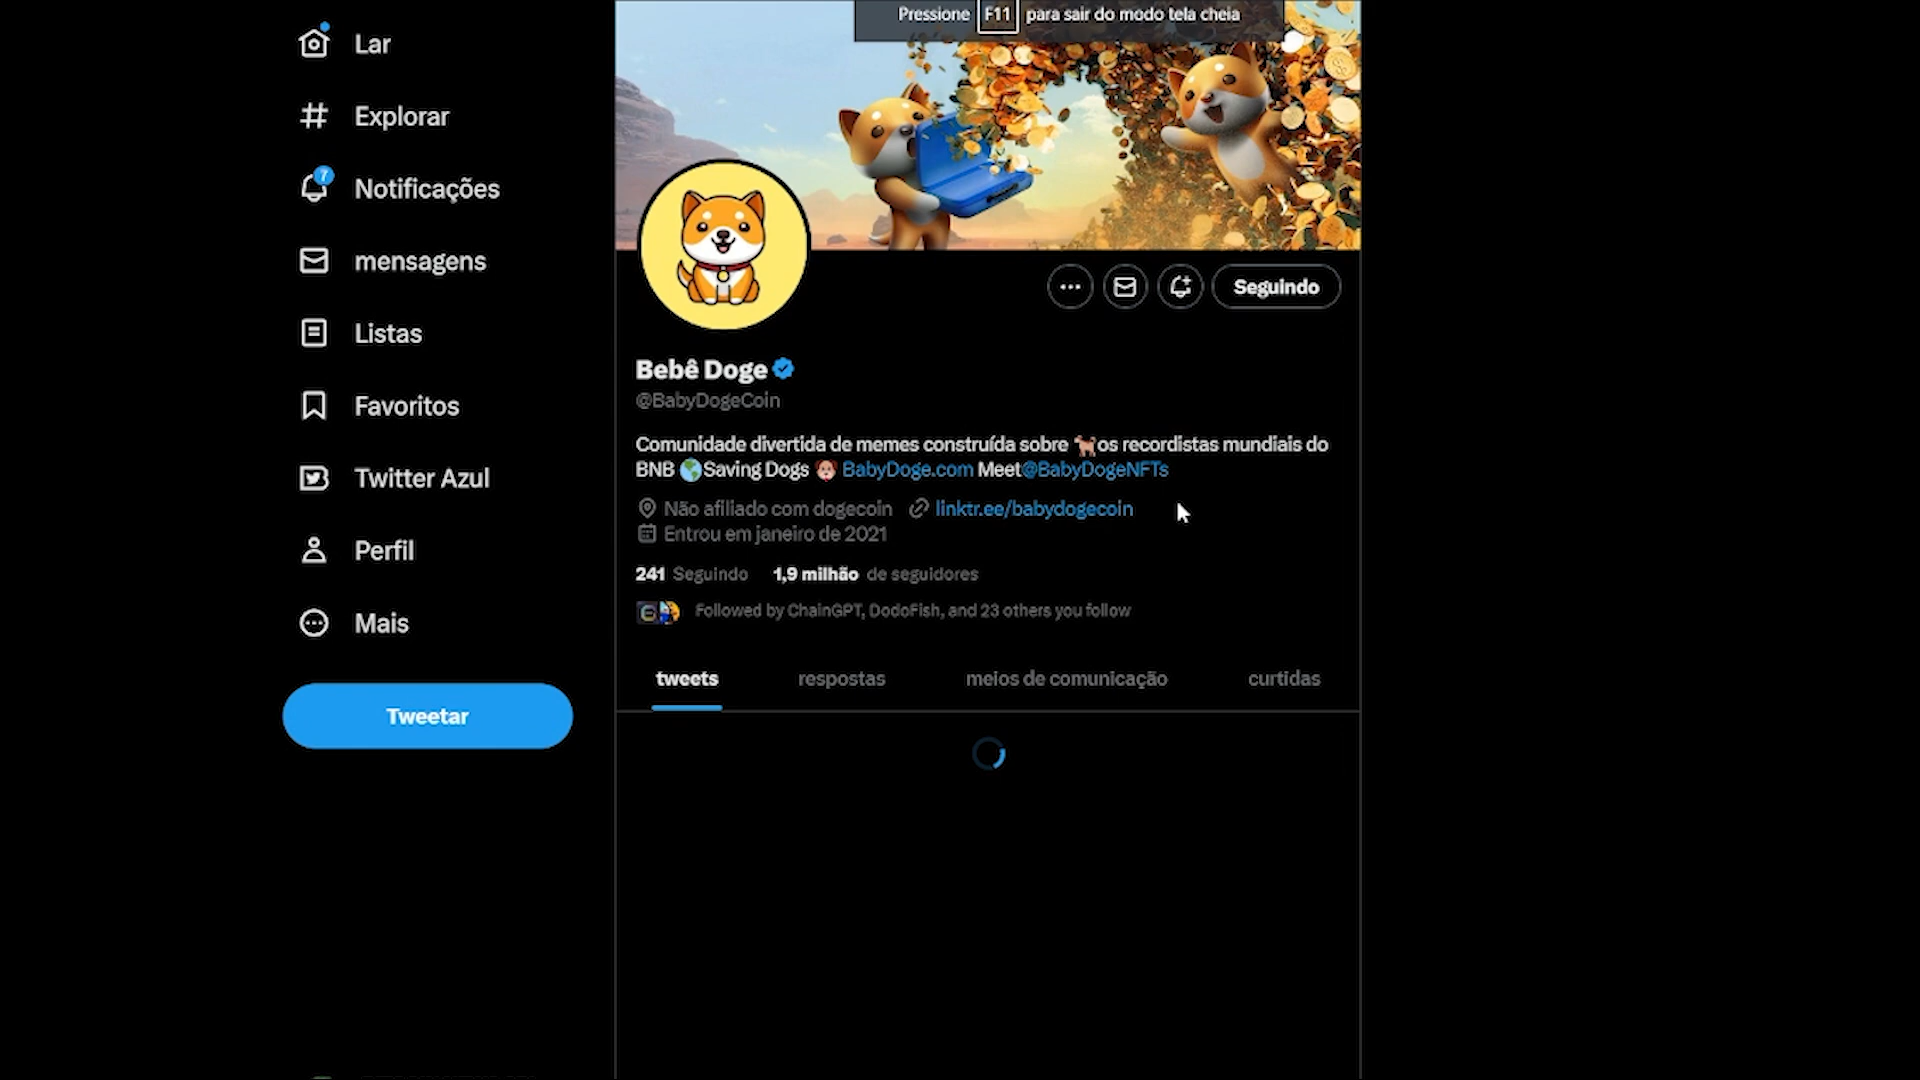 Pressione F11 para sair do modo tela cheia
Lar
Explorar
7
Notificações
mensagens
Listas
Favoritos
Twitter Azul
Perfil
Mais
Tweetar
Seguindo
Bebê Doge
@BabyDogeCoin
Comunidade divertida de memes construída sobre 🐕os recordistas mundiais do
BNB 🌎Saving Dogs 🐶 BabyDoge.com Meet@BabyDogeNFTs
Não afiliado com dogecoin linktr.ee/babydogecoin
Entrou em janeiro de 2021
241 Seguindo 1,9 milhão de seguidores
Followed by ChainGPT, DodoFish, and 23 others you follow
tweets respostas meios de comunicação curtidas